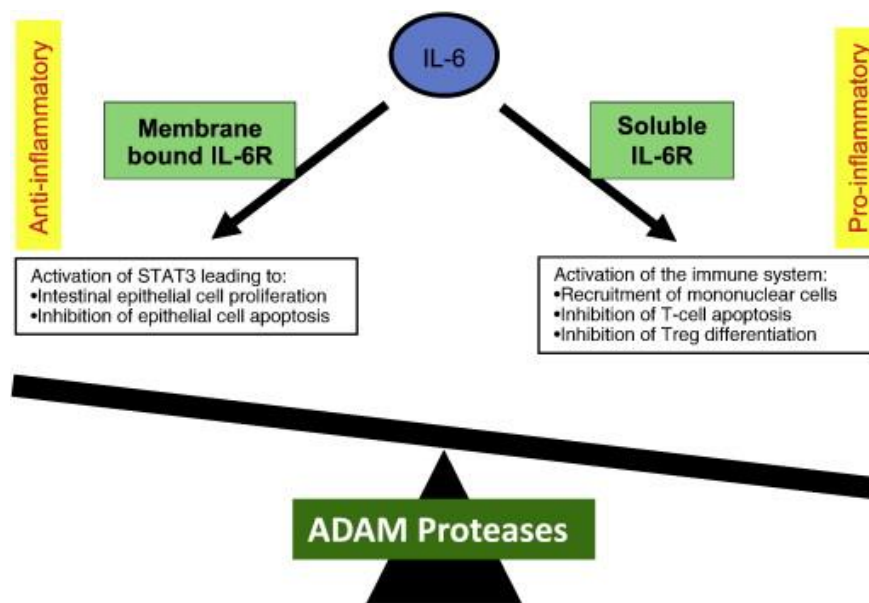 Anti-inflammatory
IL-6
Pro-inflammatory
Membrane
bound IL-6R
Soluble
IL-6R
Activation of STAT3 leading to:
•Intestinal epithelial cell proliferation
•Inhibition of epithelial cell apoptosis
Activation of the immune system:
•Recruitment of mononuclear cells
•Inhibition of T-cell apoptosis
•Inhibition of Treg differentiation
ADAM Proteases